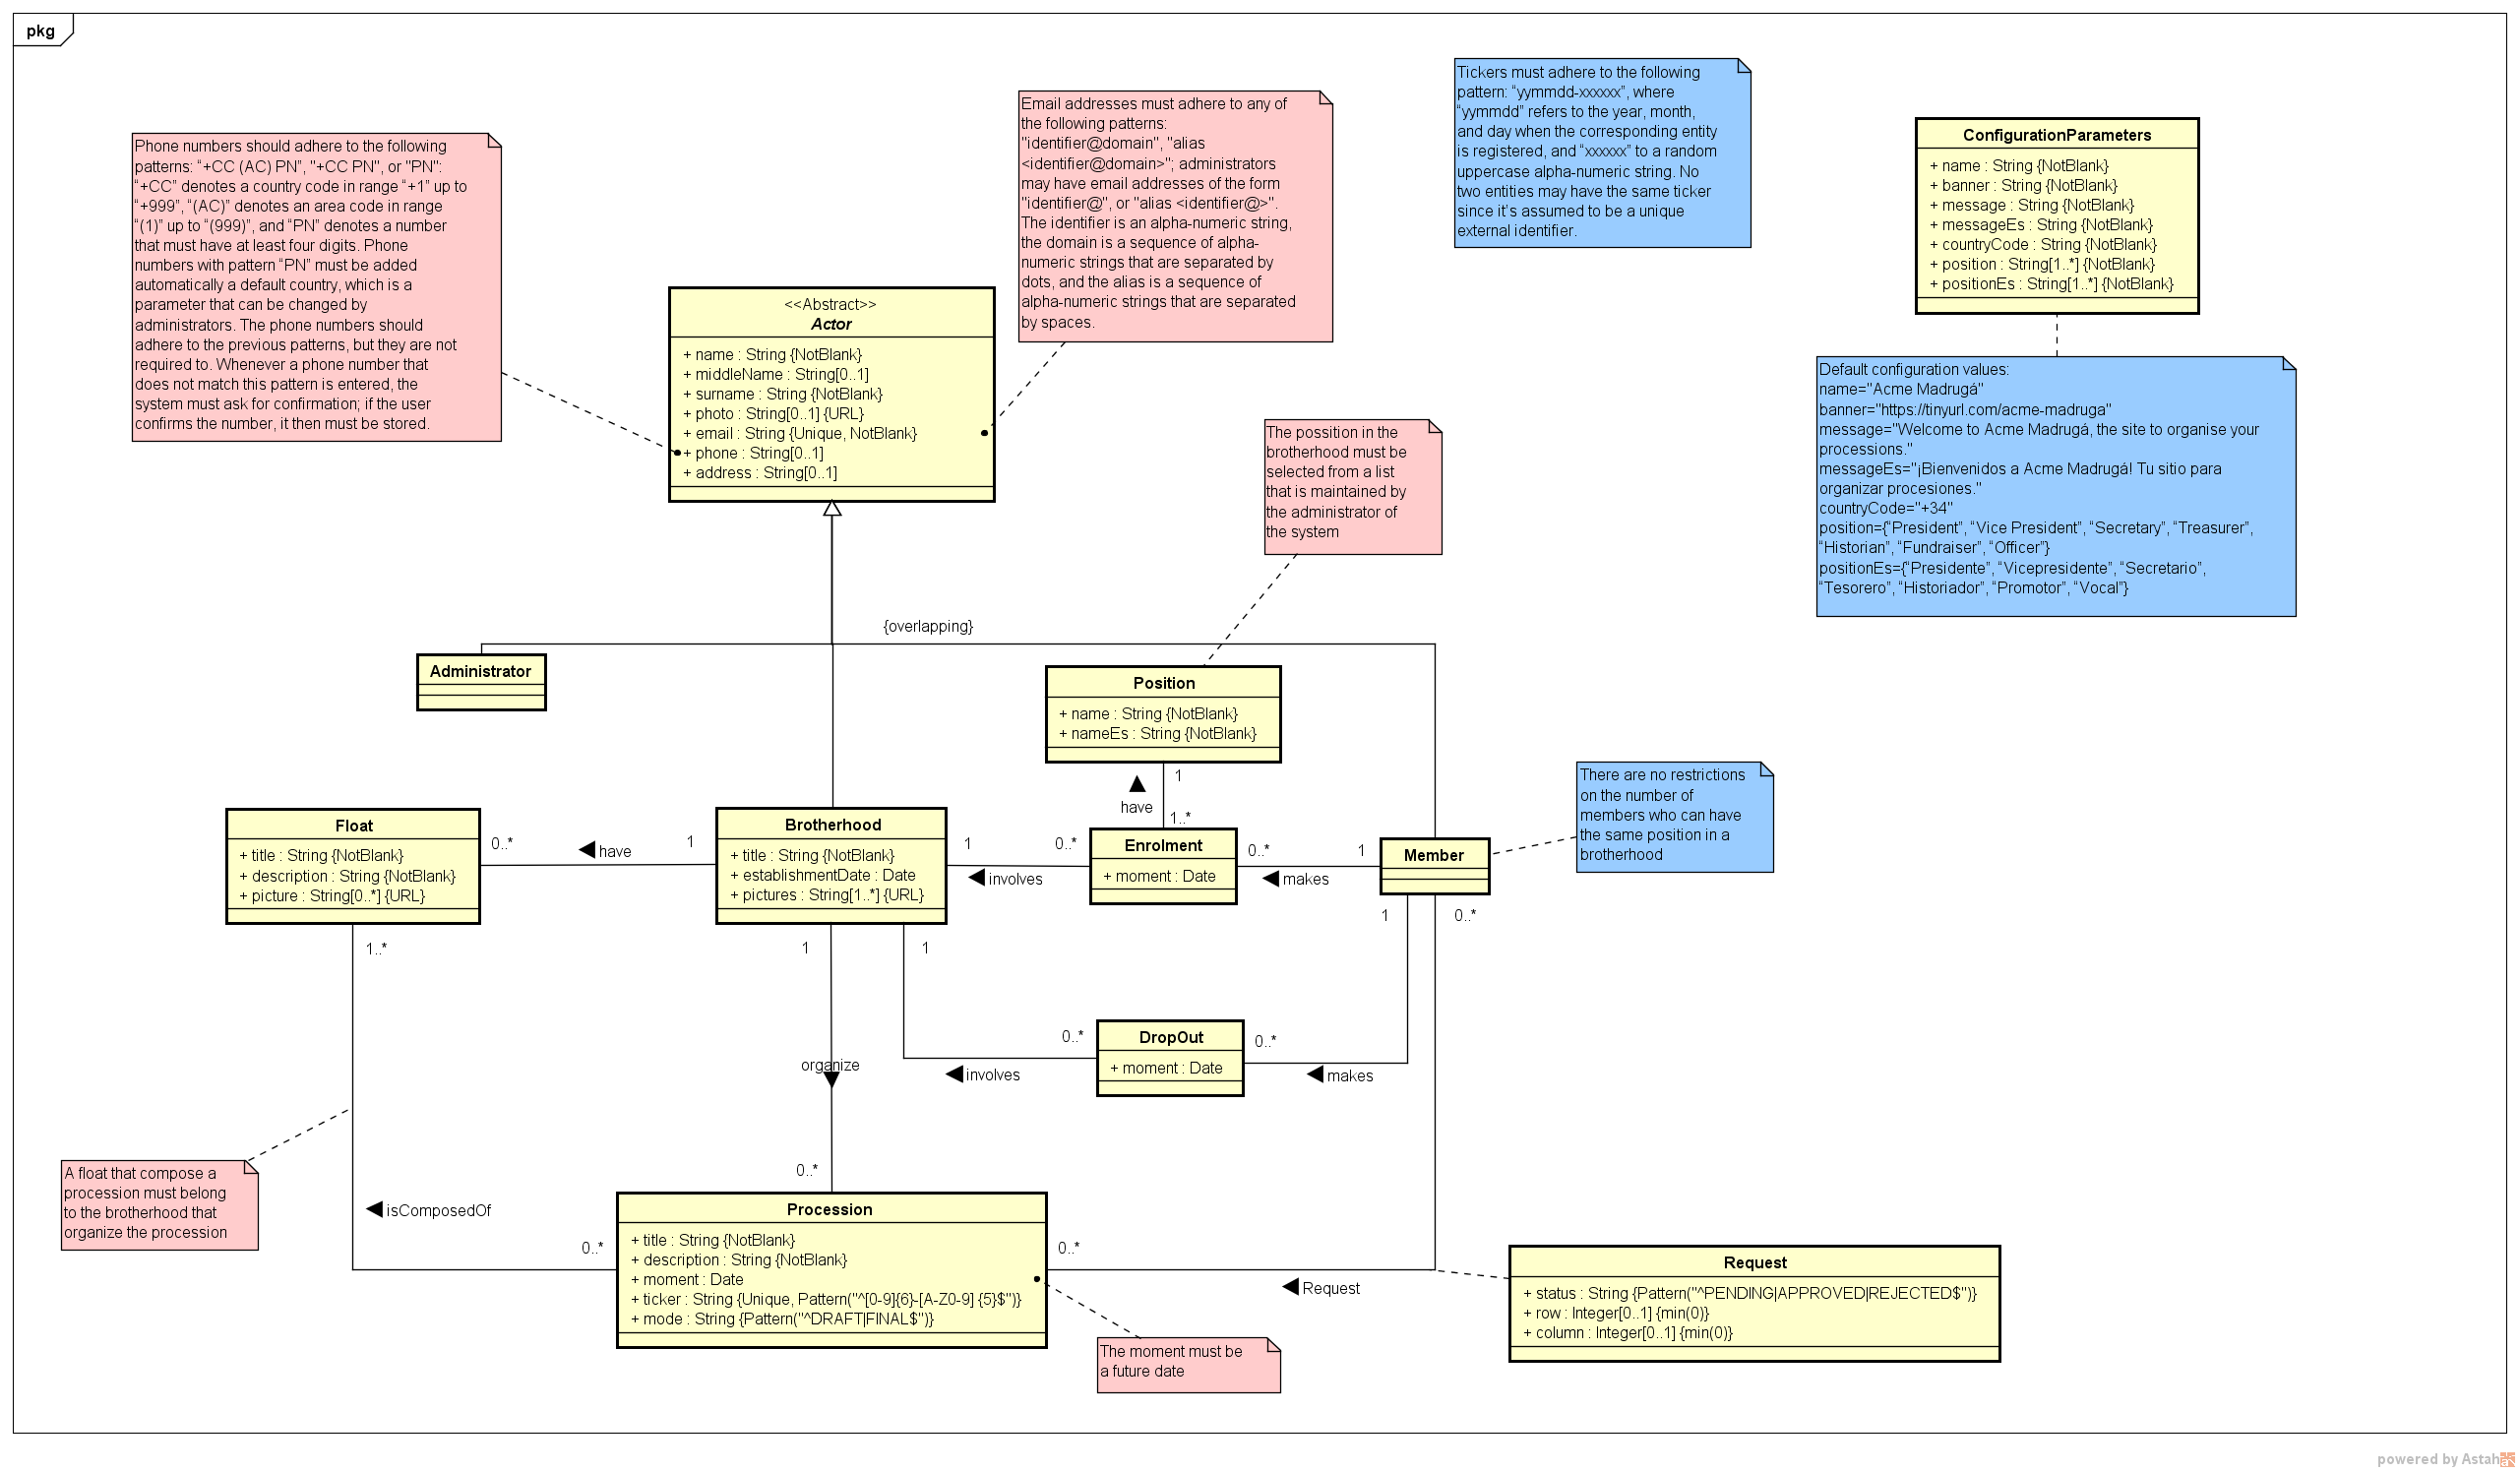 pkg
Phone numbers should adhere to the following
patterns: “+CC (AC) PN”, "+CC PN", or "PN":
“+CC” denotes a country code in range “+1” up to
“+999”, “(AC)” denotes an area code in range
“(1)” up to “(999)”, and “PN” denotes a number
that must have at least four digits. Phone
numbers with pattern “PN” must be added
automatically a default country, which is a
parameter that can be changed by
administrators. The phone numbers should
adhere to the previous patterns, but they are not
required to. Whenever a phone number that
does not match this pattern is entered, the
system must ask for confirmation; if the user
confirms the number, it then must be stored.
Email addresses must adhere to any of
the following patterns:
"identifier@domain", "alias
<identifier@domain>"; administrators
may have email addresses of the form
"identifier@", or "alias <identifier@>".
The identifier is an alpha-numeric string,
the domain is a sequence of alpha-
numeric strings that are separated by
dots, and the alias is a sequence of
alpha-numeric strings that are separated
by spaces.
Tickers must adhere to the following
pattern: “yymmdd-xxxxxx”, where
“yymmdd” refers to the year, month,
and day when the corresponding entity
is registered, and “xxxxxx” to a random
uppercase alpha-numeric string. No
two entities may have the same ticker
since it’s assumed to be a unique
external identifier.
ConfigurationParameters
+ name : String {NotBlank}
+ banner : String {NotBlank}
+ message : String {NotBlank}
+ messageEs : String {NotBlank}
+ countryCode : String {NotBlank}
+ position : String[1..*] {NotBlank}
+ positionEs : String[1..*] {NotBlank}
Default configuration values:
name="Acme Madrugá"
banner="https://tinyurl.com/acme-madruga"
message="Welcome to Acme Madrugá, the site to organise your
processions."
messageEs="¡Bienvenidos a Acme Madrugá! Tu sitio para
organizar procesiones."
countryCode="+34"
position={“President”, “Vice President”, “Secretary”, “Treasurer”,
“Historian”, “Fundraiser”, “Officer”}
positionEs={“Presidente”, “Vicepresidente”, “Secretario”,
“Tesorero”, “Historiador”, “Promotor”, “Vocal”}
<<Abstract>>
Actor
+ name : String {NotBlank}
+ middleName : String[0..1]
+ surname : String {NotBlank}
+ photo : String[0..1] {URL}
+ email : String {Unique, NotBlank}
+ phone : String[0..1]
+ address : String[0..1]
The possition in the
brotherhood must be
selected from a list
that is maintained by
the administrator of
the system
{overlapping}
Administrator
Position
+ name : String {NotBlank}
+ nameEs : String {NotBlank}
1
have
1..*
There are no restrictions
on the number of
members who can have
the same position in a
brotherhood
Float
+ title : String {NotBlank}
+ description : String {NotBlank}
+ picture : String[0..*] {URL}
0..*
have
1
Brotherhood
+ title : String {NotBlank}
+ establishmentDate : Date
+ pictures : String[1..*] {URL}
1
involves
0..*
Enrolment
+ moment : Date
0..*
makes
1
Member
1
0..*
1..*
1
1
0..*
DropOut
+ moment : Date
0..*
involves
makes
organize
0..*
A float that compose a
procession must belong
to the brotherhood that
organize the procession
isComposedOf
0..*
Procession
+ title : String {NotBlank}
+ description : String {NotBlank}
+ moment : Date
+ ticker : String {Unique, Pattern("^[0-9]{6}-[A-Z0-9] {5}$")}
+ mode : String {Pattern("^DRAFT|FINAL$")}
0..*
Request
The moment must be
a future date
Request
+ status : String {Pattern("^PENDING|APPROVED|REJECTED$")}
+ row : Integer[0..1] {min(0)}
+ column : Integer[0..1] {min(0)}
powered by Astah